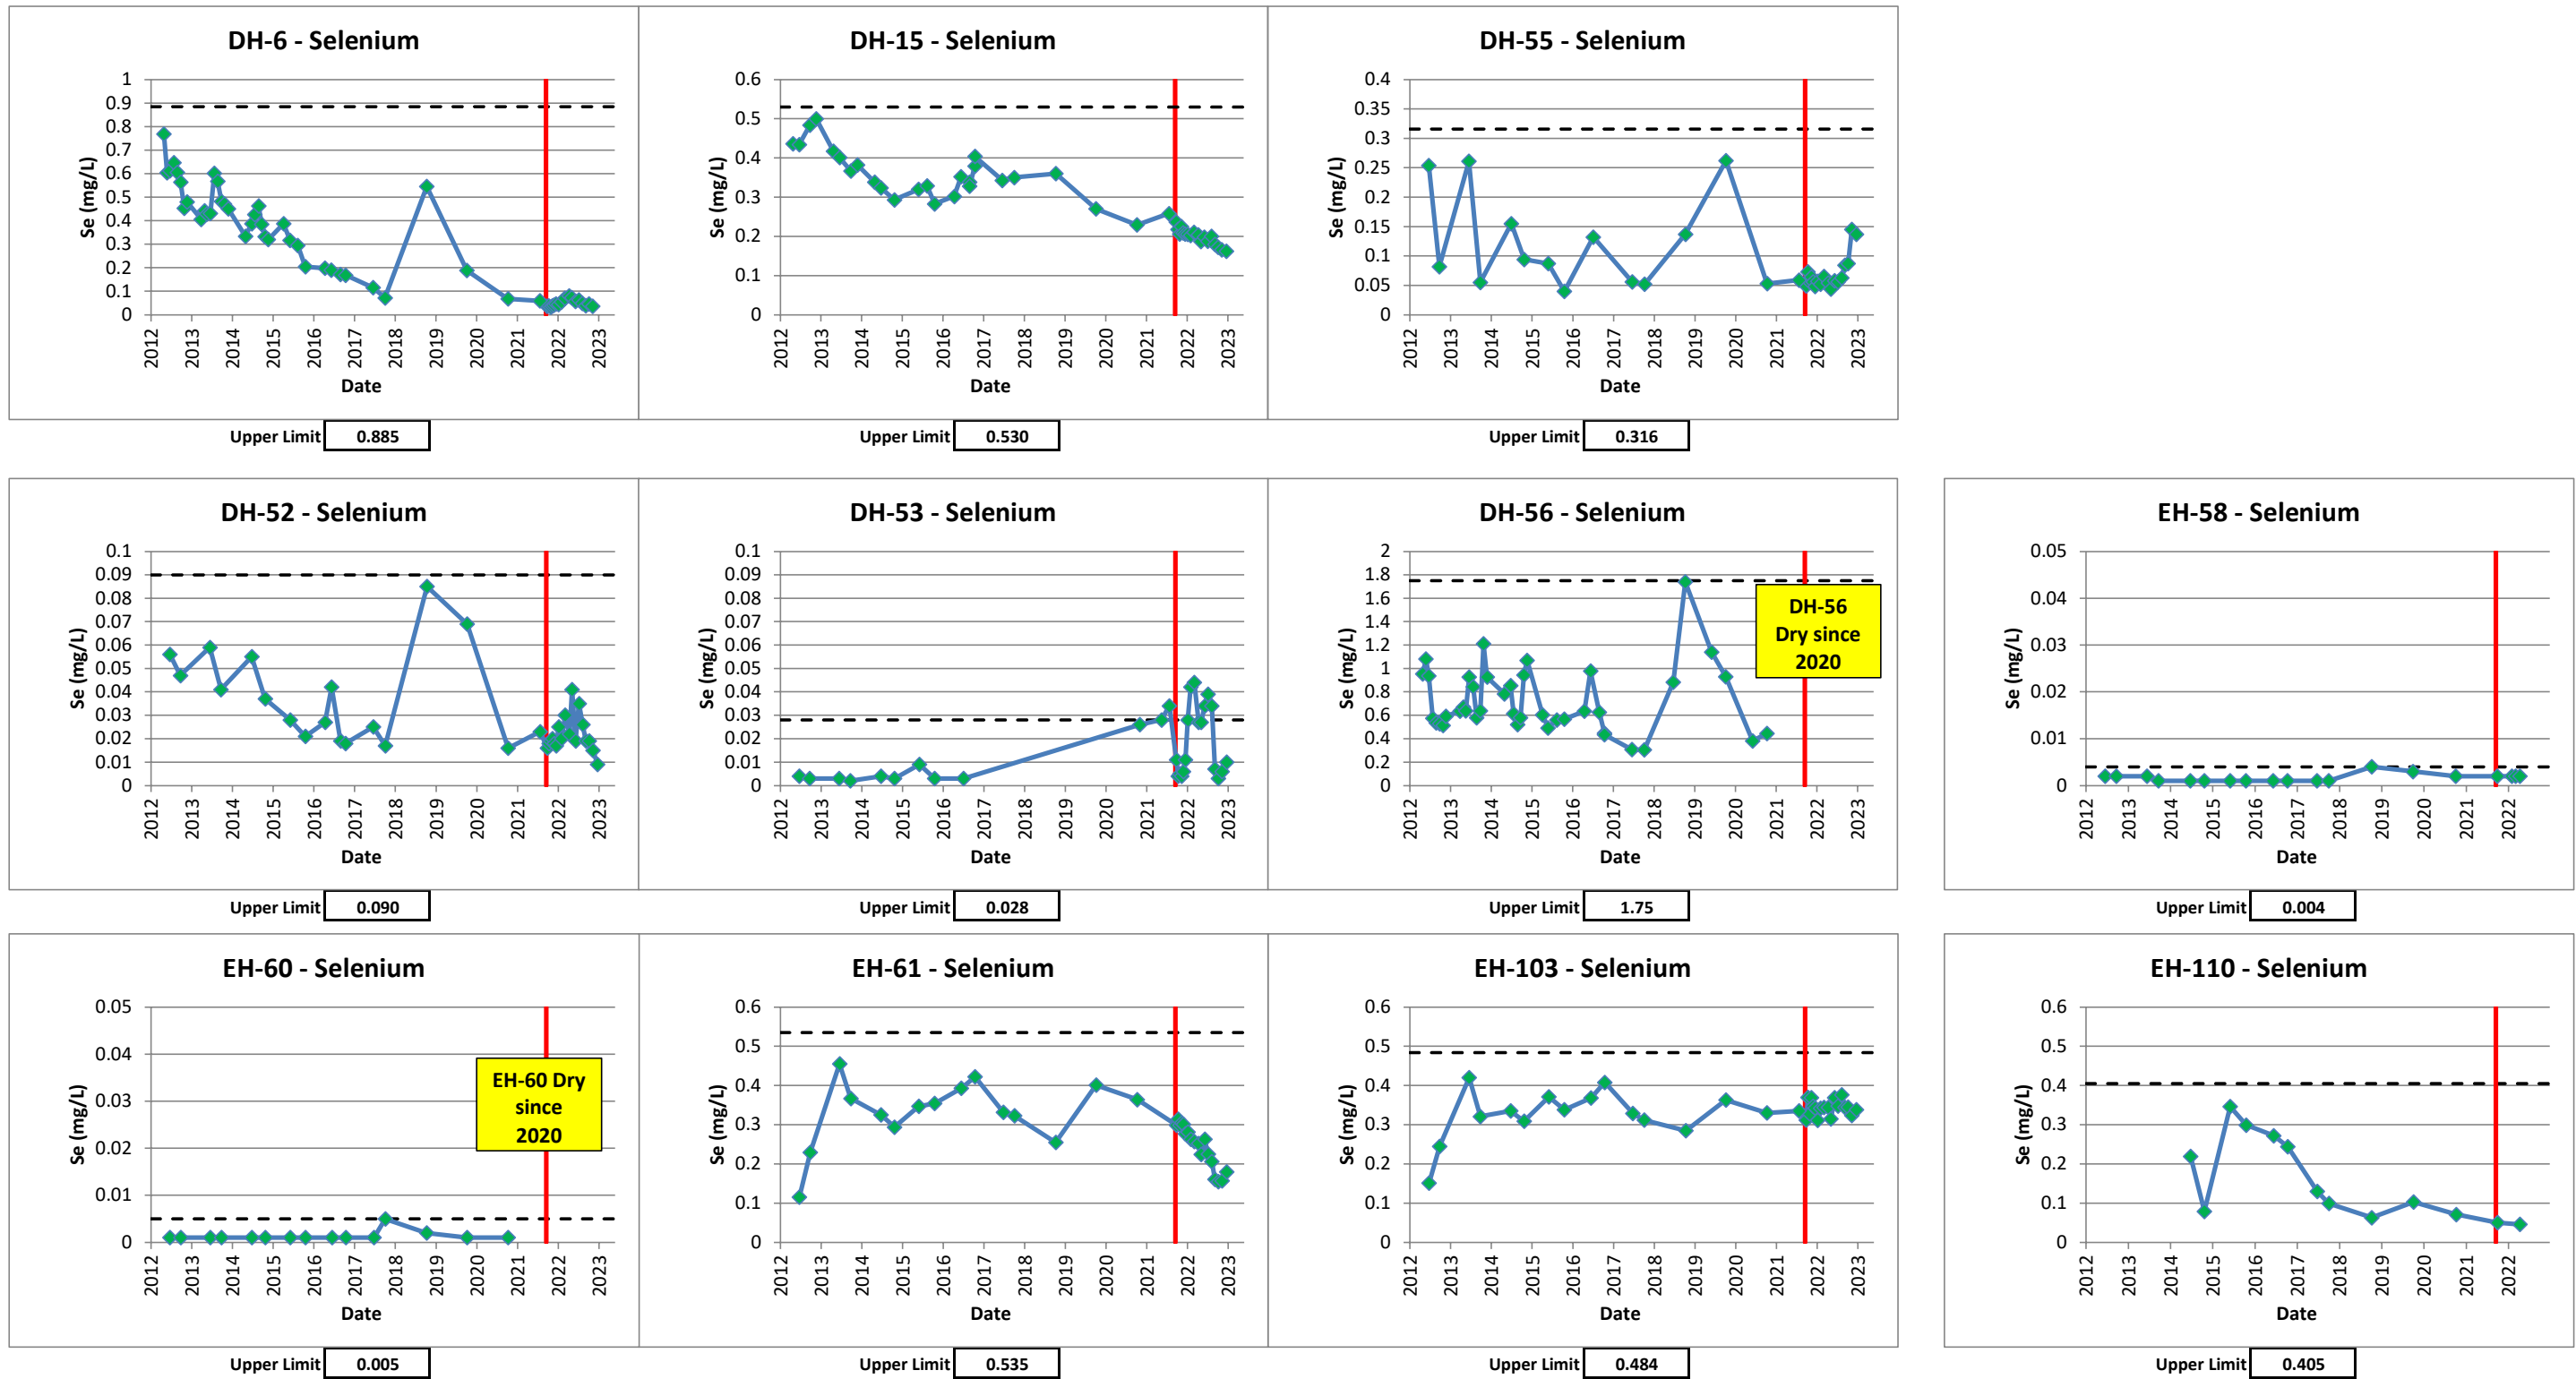 DH-6 - Selenium
Se (mg/L)
1
0.9
0.8
0.7
0.6
0.5
0.4
0.3
0.2
0.1
0
2012 2013 2014 2015 2016 2017 2018 2019 2020 2021 2022 2023
Date
Upper Limit 0.885
DH-15 - Selenium
Se (mg/L)
0.6
0.5
0.4
0.3
0.2
0.1
0
2012 2013 2014 2015 2016 2017 2018 2019 2020 2021 2022 2023
Date
Upper Limit 0.530
DH-55 - Selenium
Se (mg/L)
0.4
0.35
0.3
0.25
0.2
0.15
0.1
0.05
0
2012 2013 2014 2015 2016 2017 2018 2019 2020 2021 2022 2023
Date
Upper Limit 0.316
DH-52 - Selenium
Se (mg/L)
0.1
0.09
0.08
0.07
0.06
0.05
0.04
0.03
0.02
0.01
0
2012 2013 2014 2015 2016 2017 2018 2019 2020 2021 2022 2023
Date
Upper Limit 0.090
DH-53 - Selenium
Se (mg/L)
0.1
0.09
0.08
0.07
0.06
0.05
0.04
0.03
0.02
0.01
0
2012 2013 2014 2015 2016 2017 2018 2019 2020 2021 2022 2023
Date
Upper Limit 0.028
DH-56 - Selenium
Se (mg/L)
2
1.8
1.6
1.4
1.2
1
0.8
0.6
0.4
0.2
0
DH-56
Dry since
2020
2012 2013 2014 2015 2016 2017 2018 2019 2020 2021 2022 2023
Date
Upper Limit 1.75
EH-58 - Selenium
Se (mg/L)
0.05
0.04
0.03
0.02
0.01
0
2012 2013 2014 2015 2016 2017 2018 2019 2020 2021 2022
Date
Upper Limit 0.004
EH-60 - Selenium
Se (mg/L)
0.05
0.04
0.03
0.02
0.01
0
EH-60 Dry
since
2020
2012 2013 2014 2015 2016 2017 2018 2019 2020 2021 2022 2023
Date
Upper Limit 0.005
EH-61 - Selenium
Se (mg/L)
0.6
0.5
0.4
0.3
0.2
0.1
0
2012 2013 2014 2015 2016 2017 2018 2019 2020 2021 2022 2023
Date
Upper Limit 0.535
EH-103 - Selenium
Se (mg/L)
0.6
0.5
0.4
0.3
0.2
0.1
0
2012 2013 2014 2015 2016 2017 2018 2019 2020 2021 2022 2023
Date
Upper Limit 0.484
EH-110 - Selenium
Se (mg/L)
0.6
0.5
0.4
0.3
0.2
0.1
0
2012 2013 2014 2015 2016 2017 2018 2019 2020 2021 2022
Date
Upper Limit 0.405